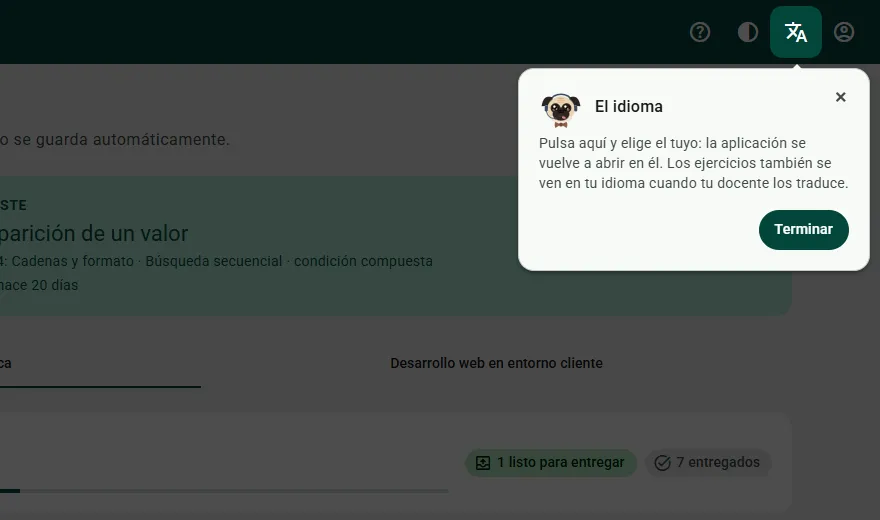 El idioma
Pulsa aquí y elige el tuyo: la aplicación se
vuelve a abrir en él. Los ejercicios también se
ven en tu idioma cuando tu docente los traduce.
Terminar
o se guarda automáticamente.
STE
parición de un valor
4: Cadenas y formato · Búsqueda secuencial · condición compuesta
hace 20 días
ca
Desarrollo web en entorno cliente
1 listo para entregar
7 entregados